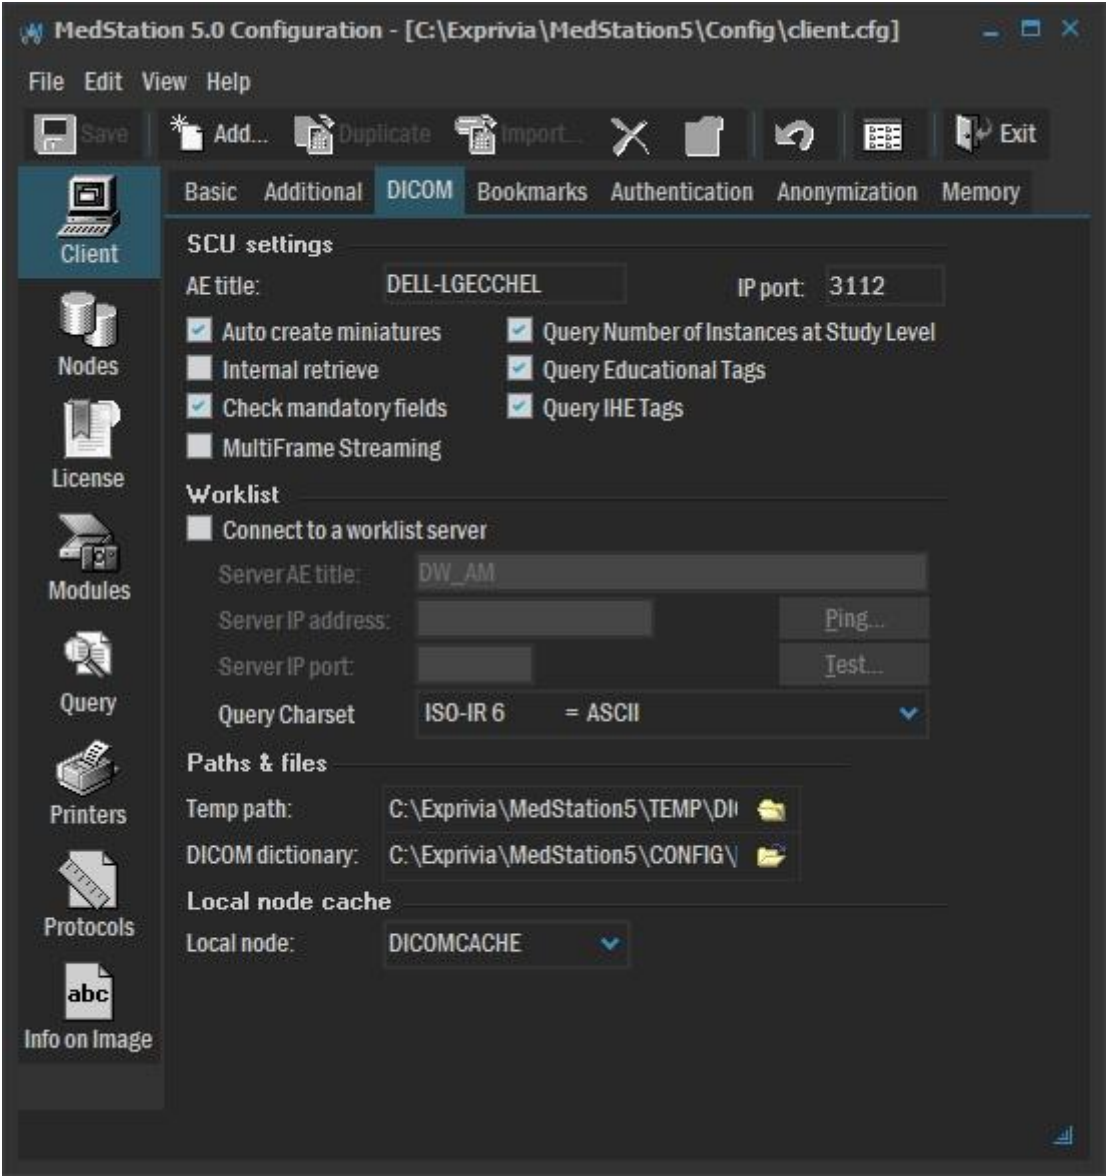 MedStation 5.0 Configuration - [C:\Exprivia\MedStation5\Config\client.cfg]
File Edit View Help
Save Add... Duplicate Import... Exit
Client
Nodes
License
Modules
Query
Printers
Protocols
abc
Info on Image
Basic Additional DICOM Bookmarks Authentication Anonymization Memory
SCU settings
AE title: DELL-LGECCHEL IP port: 3112
Auto create miniatures Query Number of Instances at Study Level
Internal retrieve Query Educational Tags
Check mandatory fields Query IHE Tags
MultiFrame Streaming
Worklist
Connect to a worklist server
Server AE title: DW_AM
Server IP address: Ping...
Server IP port: Test...
Query Charset ISO-IR 6 = ASCII
Paths & files
Temp path: C:\Exprivia\MedStation5\TEMP\DI
DICOM dictionary: C:\Exprivia\MedStation5\CONFIG\
Local node cache
Local node: DICOMCACHE